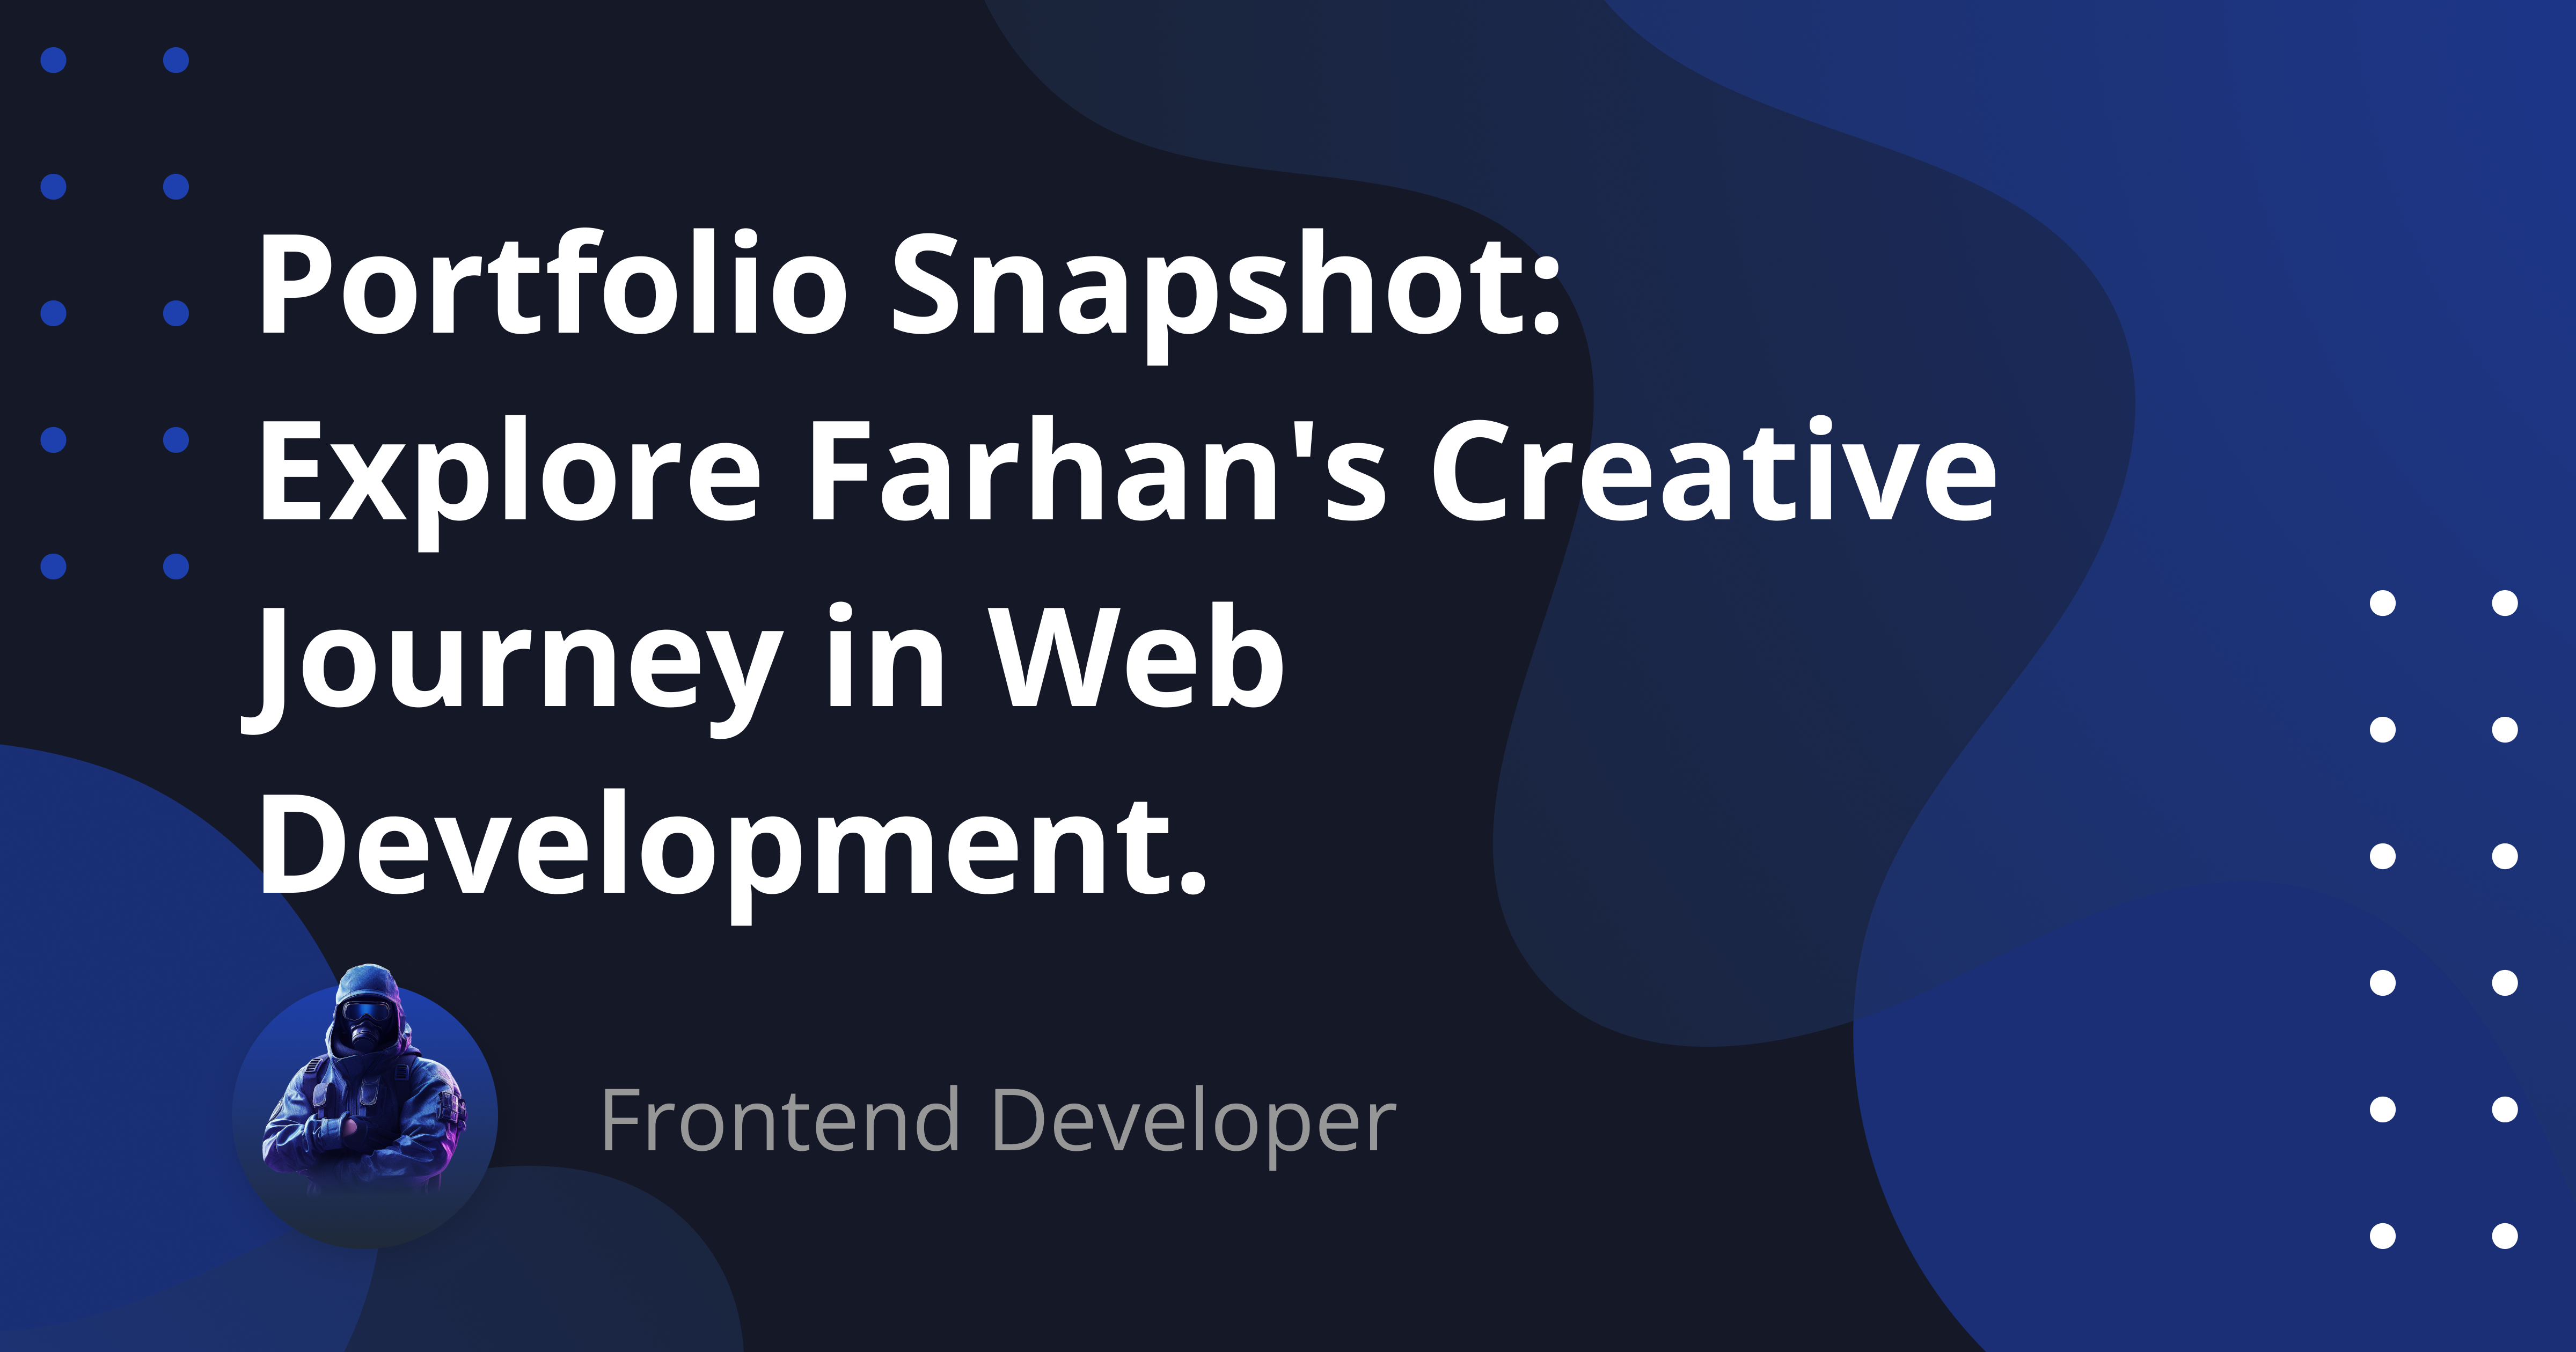 Portfolio Snapshot:
Explore Farhan's Creative
Journey in Web
Development.
Frontend Developer